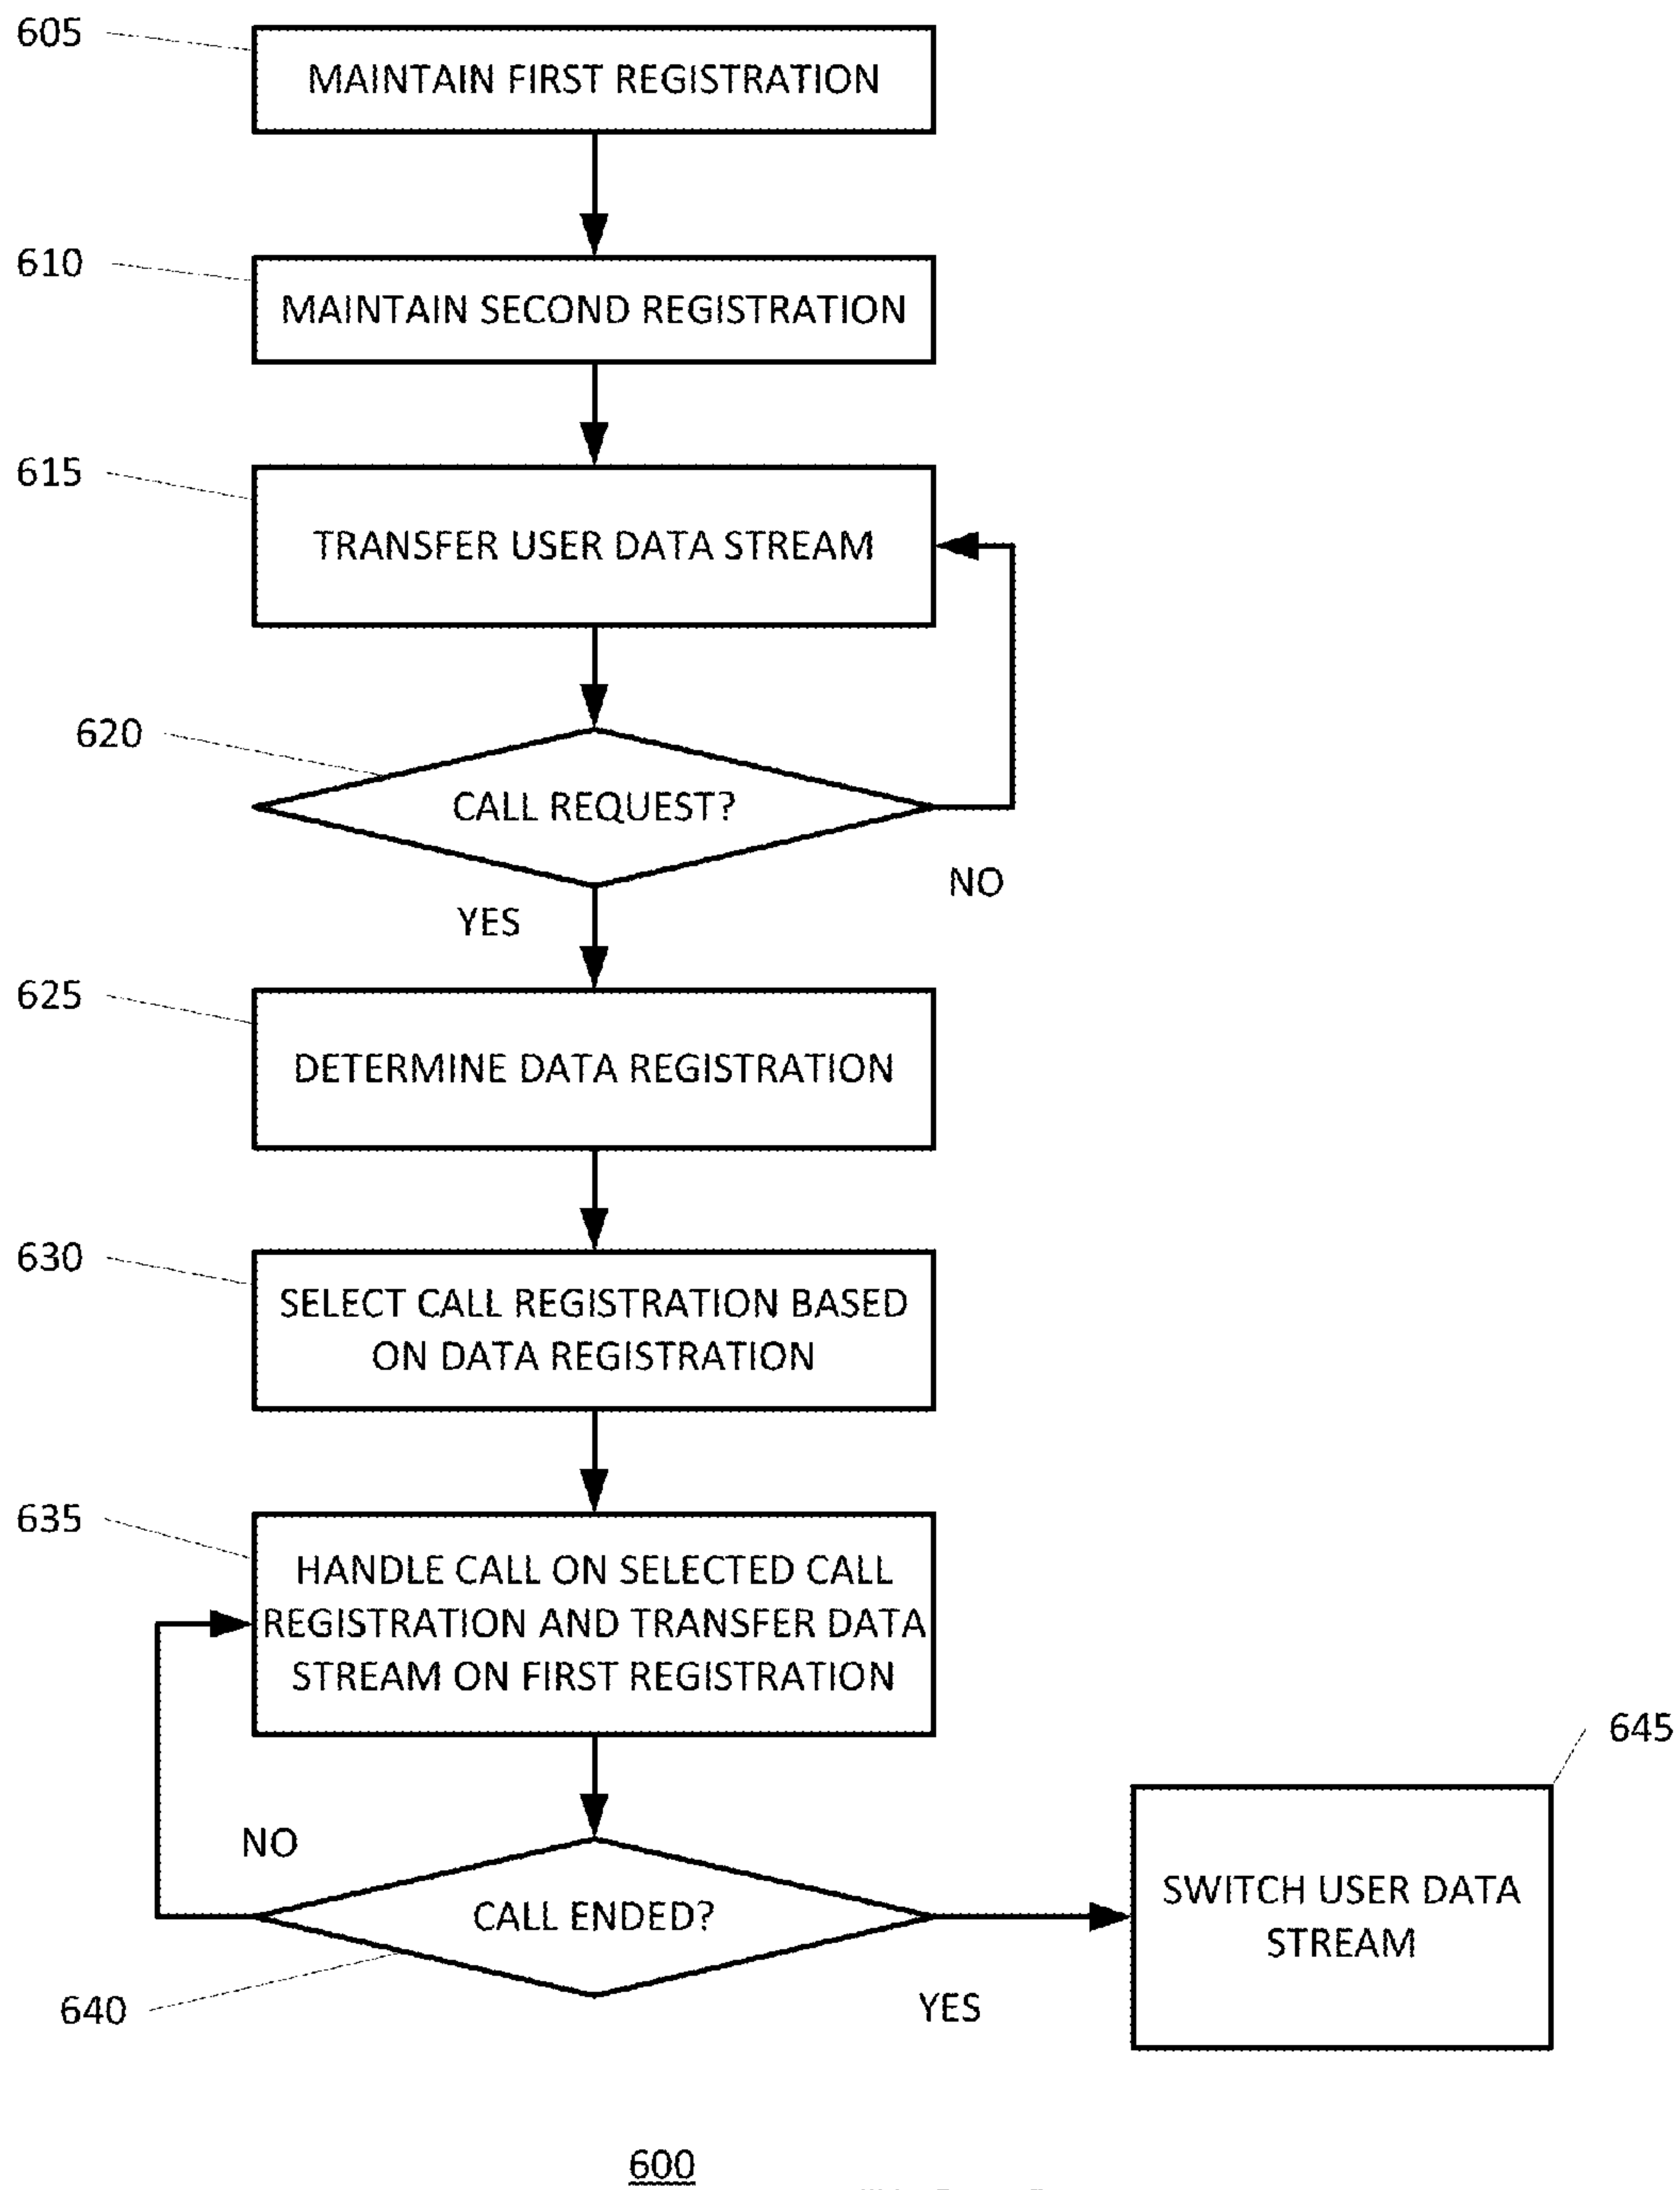 605
MAINTAIN FIRST REGISTRATION
610
MAINTAIN SECOND REGISTRATION
615
TRANSFER USER DATA STREAM
620
CALL REQUEST?
NO
YES
625
DETERMINE DATA REGISTRATION
630
SELECT CALL REGISTRATION BASED
ON DATA REGISTRATION
635
HANDLE CALL ON SELECTED CALL
REGISTRATION AND TRANSFER DATA
STREAM ON FIRST REGISTRATION
645
NO
SWITCH USER DATA
STREAM
CALL ENDED?
640
YES
600